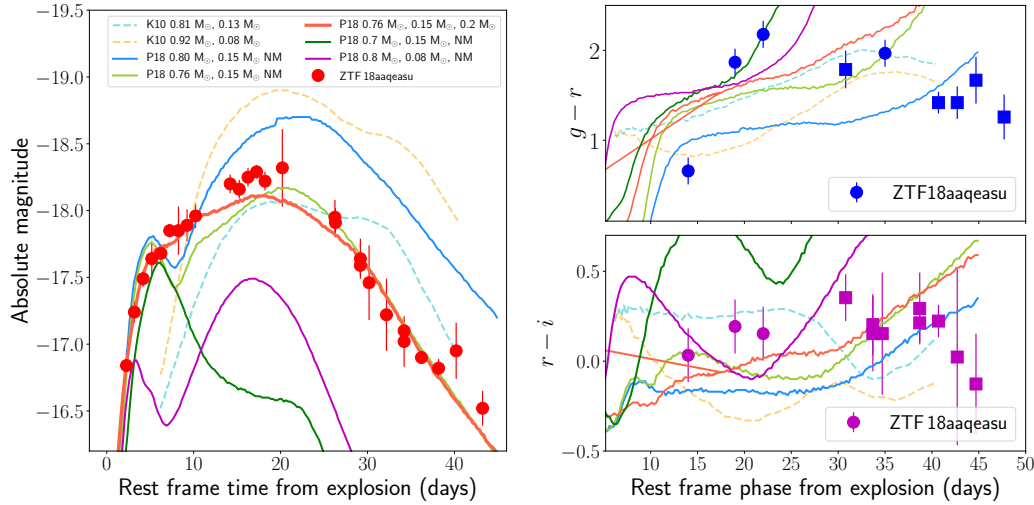 Absolute magnitude
−19.5
−19.0
−18.5
−18.0
−17.5
−17.0
−16.5
K10 0.81 M⊙, 0.13 M⊙
K10 0.92 M⊙, 0.08 M⊙
P18 0.80 M⊙, 0.15 M⊙ NM
P18 0.76 M⊙, 0.15 M⊙ NM
P18 0.76 M⊙, 0.15 M⊙, 0.2 M⊙
P18 0.7 M⊙, 0.15 M⊙, NM
P18 0.8 M⊙, 0.08 M⊙, NM
ZTF18aaqeasu
0 10 20 30 40
Rest frame time from explosion (days)
g − r
2
1
ZTF18aaqeasu
r − i
0.5
0.0
−0.5
ZTF18aaqeasu
10 15 20 25 30 35 40 45 50
Rest frame phase from explosion (days)